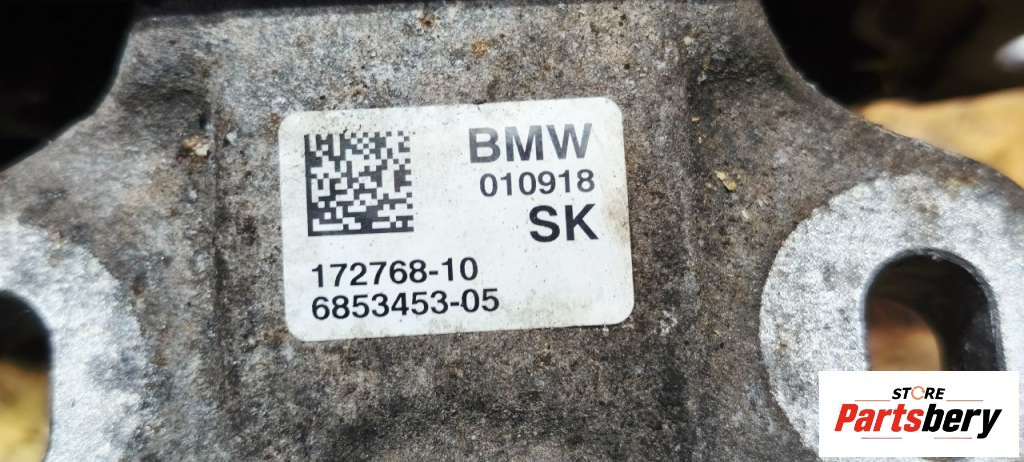 BMW
010918
SK
172768-10
6853453-05
STORE
Partsbery